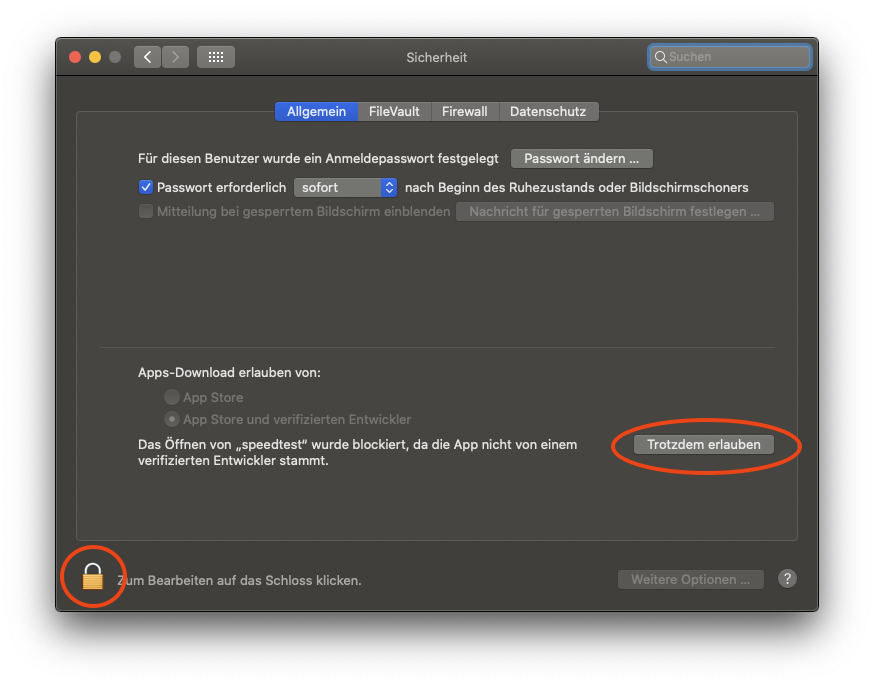 Sicherheit
Suchen
Allgemein FileVault Firewall Datenschutz
Für diesen Benutzer wurde ein Anmeldepasswort festgelegt Passwort ändern ...
Passwort erforderlich sofort nach Beginn des Ruhezustands oder Bildschirmschoners
Mitteilung bei gesperrtem Bildschirm einblenden Nachricht für gesperrten Bildschirm festlegen ...
Apps-Download erlauben von:
App Store
App Store und verifizierten Entwickler
Das Öffnen von „speedtest“ wurde blockiert, da die App nicht von einem
verifizierten Entwickler stammt.
Trotzdem erlauben
Zum Bearbeiten auf das Schloss klicken.
Weitere Optionen ... ?